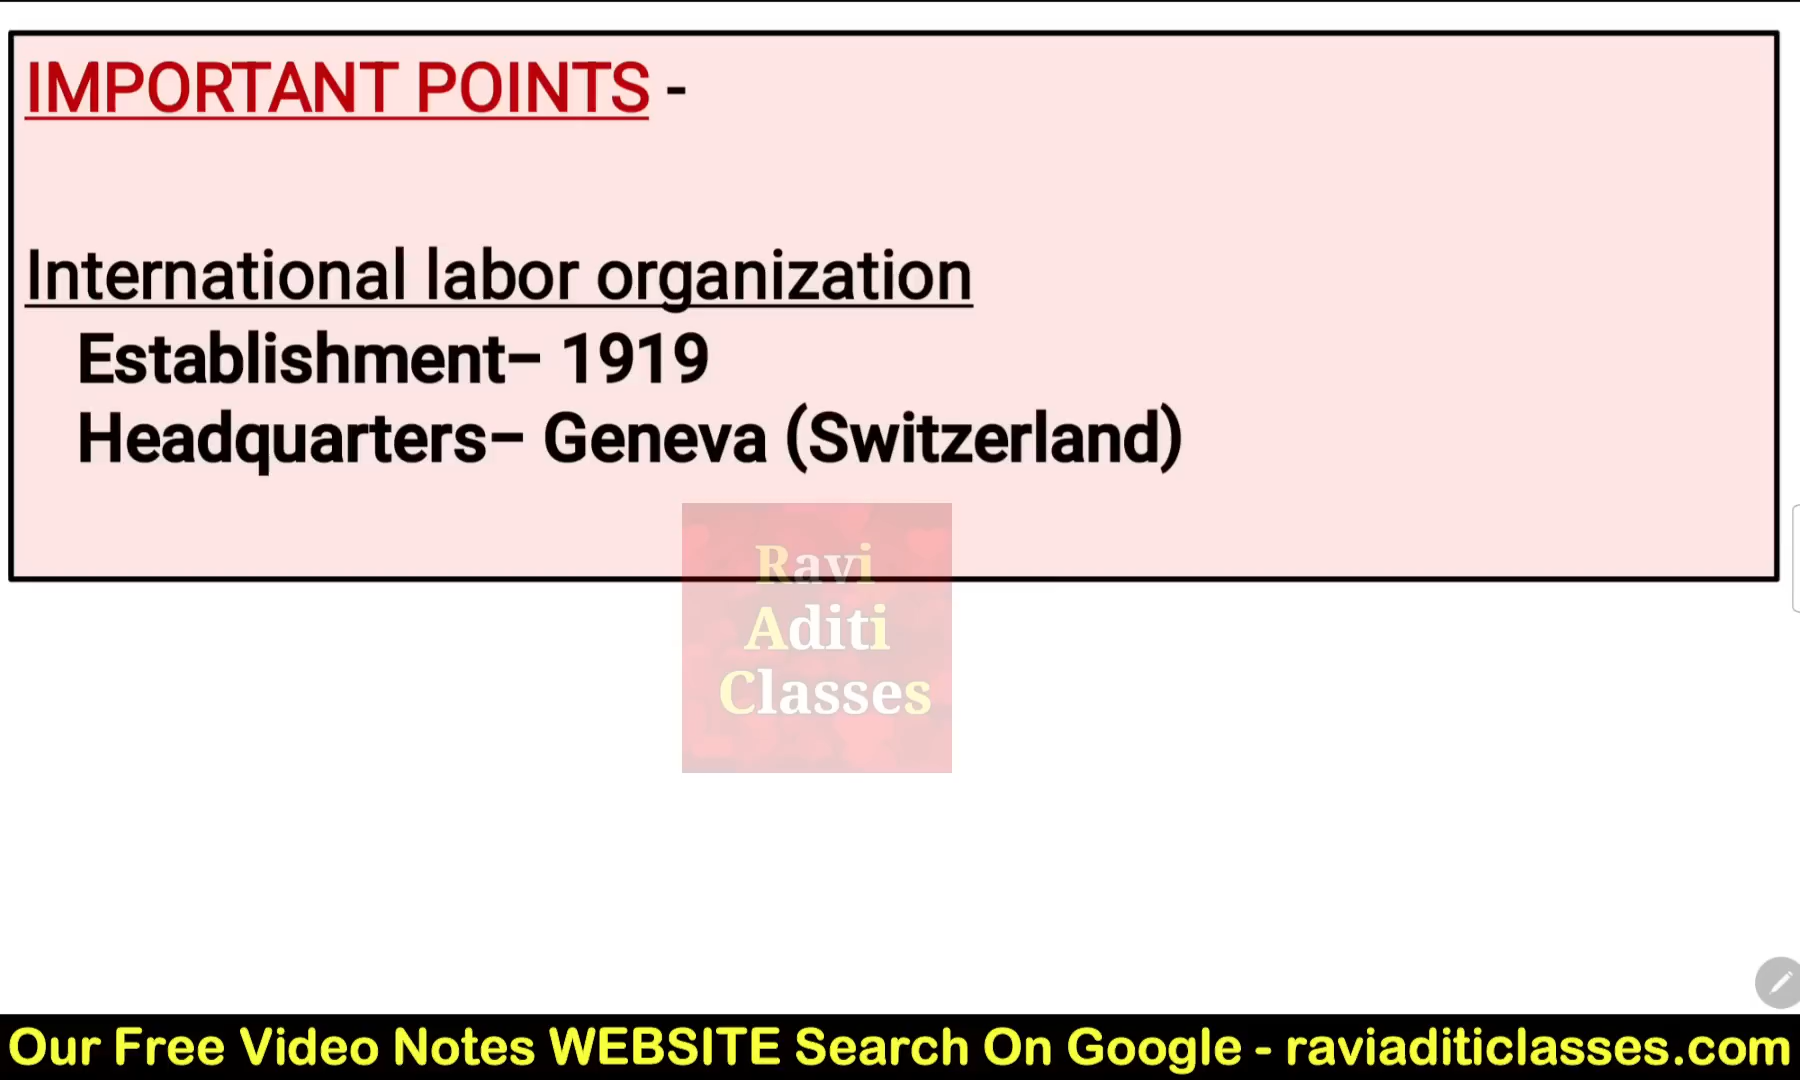 IMPORTANT POINTS -
International labor organization
Establishment– 1919
Headquarters– Geneva (Switzerland)
Ravi
Aditi
Classes
Our Free Video Notes WEBSITE Search On Google - raviaditiclasses.com